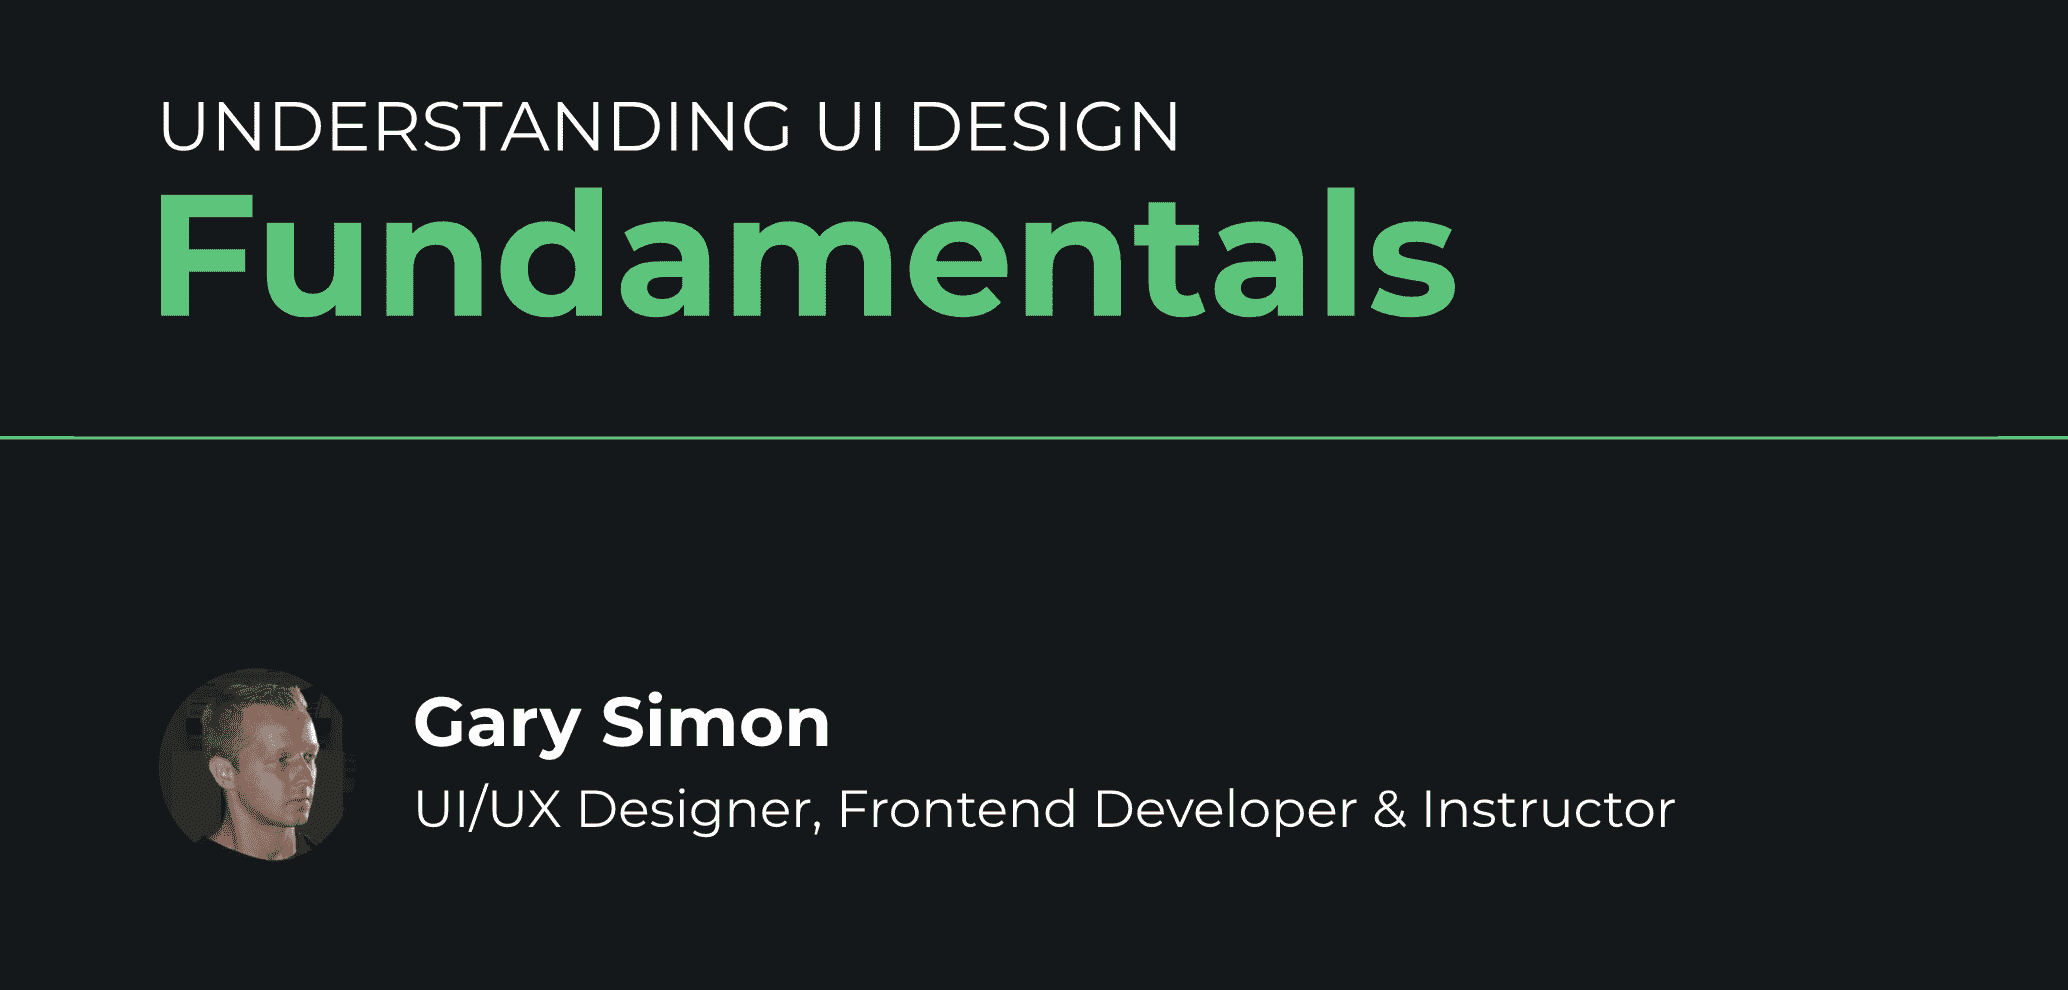 UNDERSTANDING UI DESIGN
Fundamentals
Gary Simon
UI/UX Designer, Frontend Developer & Instructor